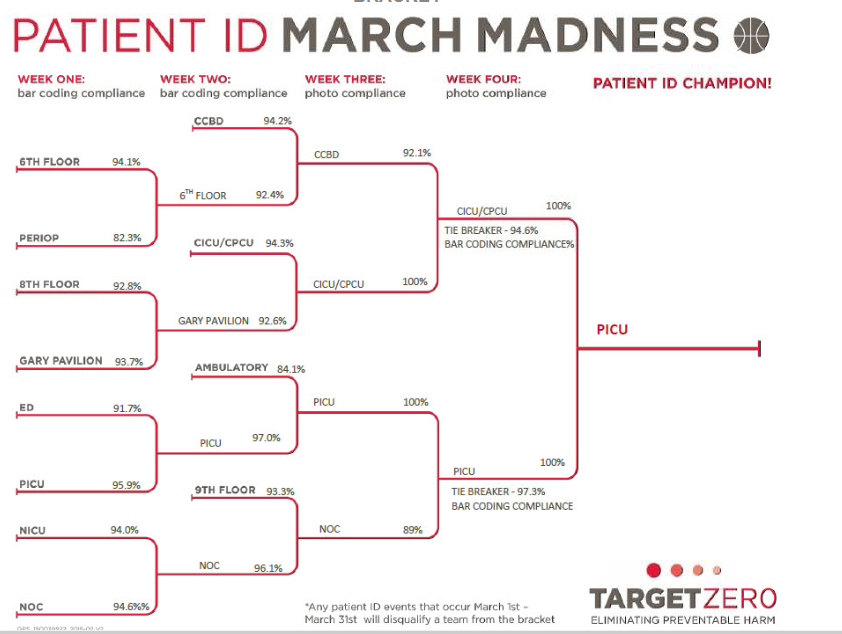 BRACKET
PATIENT ID MARCH MADNESS
WEEK ONE:
bar coding compliance
WEEK TWO:
bar coding compliance
WEEK THREE:
photo compliance
WEEK FOUR:
photo compliance
PATIENT ID CHAMPION!
CCBD 94.2%
6TH FLOOR 94.1%
CCBD 92.1%
6TH FLOOR 92.4%
CICU/CPCU 100%
TIE BREAKER - 94.6%
BAR CODING COMPLIANCE%
PERIOP 82.3%
CICU/CPCU 94.3%
8TH FLOOR 92.8%
CICU/CPCU 100%
GARY PAVILION 92.6%
PICU
GARY PAVILION 93.7%
AMBULATORY 84.1%
ED 91.7%
PICU 100%
PICU 97.0%
PICU 100%
TIE BREAKER - 97.3%
BAR CODING COMPLIANCE
PICU 95.9%
9TH FLOOR 93.3%
NICU 94.0%
NOC 89%
NOC 96.1%
NOC 94.6%%
*Any patient ID events that occur March 1st –
March 31st will disqualify a team from the bracket
TARGETZERO
ELIMINATING PREVENTABLE HARM